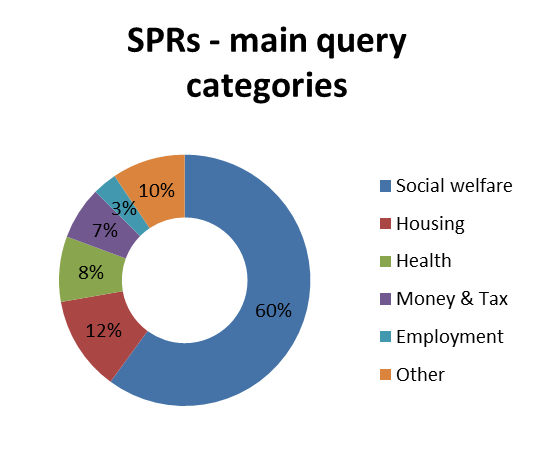 SPRs - main query
categories
10%
3%
7%
8%
12%
60%
Social welfare
Housing
Health
Money & Tax
Employment
Other